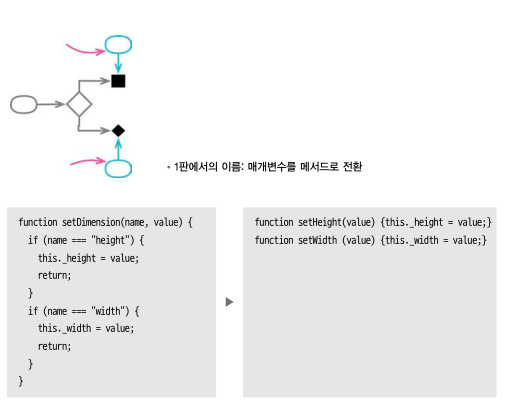 • 1판에서의 이름: 매개변수를 메서드로 전환
function setDimension(name, value) {
if (name === "height") {
this._height = value;
return;
}
if (name === "width") {
this._width = value;
return;
}
}
function setHeight(value) {this._height = value;}
function setWidth (value) {this._width = value;}